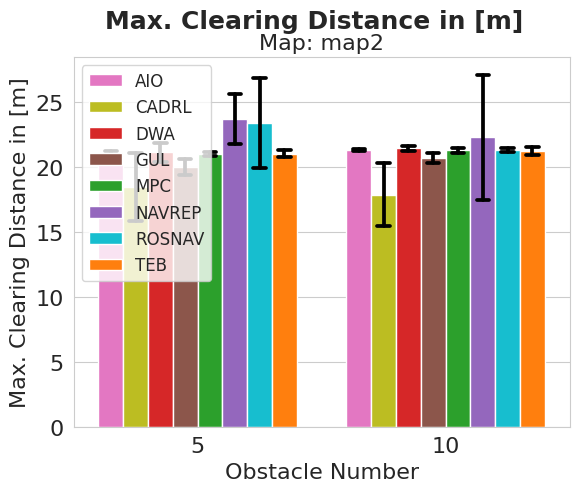 Max. Clearing Distance in [m]
Map: map2
Max. Clearing Distance in [m]
25
20
15
10
5
0
AIO
CADRL
DWA
GUL
MPC
NAVREP
ROSNAV
TEB
5
10
Obstacle Number